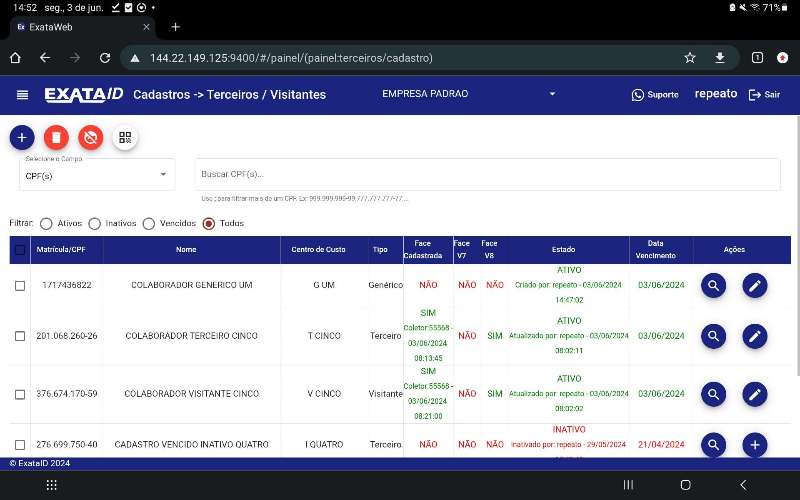 14:52 seg., 3 de jun.
71%
Ex ExataWeb
144.22.149.125:9400/#/painel/(painel:terceiros/cadastro)
1
EXATAID Cadastros -> Terceiros / Visitantes EMPRESA PADRAO Suporte repeato Sair
Selecione o Campo
CPF(s)
Buscar CPF(s)...
Use ; para filtrar mais de um CPF. Ex: 999.999.999-99;777.777.777-77...
Filtrar: Ativos Inativos Vencidos Todos
Matrícula/CPF Nome Centro de Custo Tipo Face Cadastrada Face V7 Face V8 Estado Data Vencimento Ações
ATIVO
1717436822 COLABORADOR GENERICO UM G UM Genérico NÃO NÃO NÃO Criado por: repeato - 03/06/2024 03/06/2024
14:47:02
SIM ATIVO
Coletor:55568 -
201.068.260-26 COLABORADOR TERCEIRO CINCO T CINCO Terceiro 03/06/2024 NÃO SIM Atualizado por: repeato - 03/06/2024 03/06/2024
08:13:45 08:02:11
SIM ATIVO
Coletor:55568 -
376.674.170-59 COLABORADOR VISITANTE CINCO V CINCO Visitante 03/06/2024 NÃO SIM Atualizado por: repeato - 03/06/2024 03/06/2024
08:21:00 08:02:02
INATIVO
276.699.750-40 CADASTRO VENCIDO INATIVO QUATRO I QUATRO Terceiro NÃO NÃO NÃO Inativado por: repeato - 29/05/2024 21/04/2024
© ExataID 2024